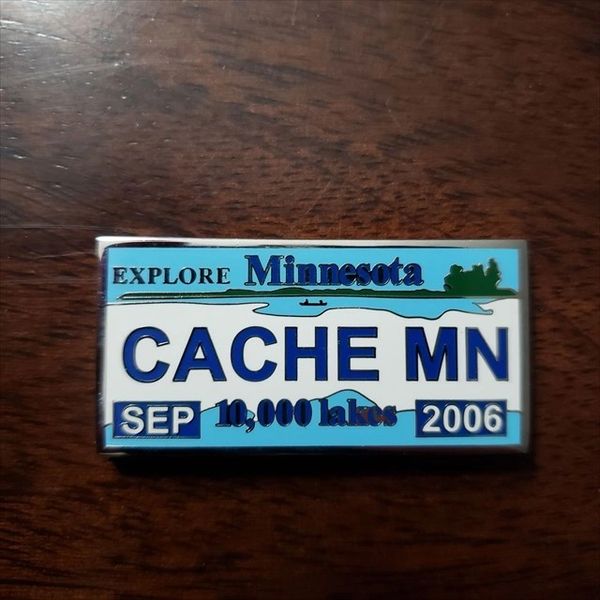 EXPLORE Minnesota
CACHE MN
SEP 10,000 lakes 2006